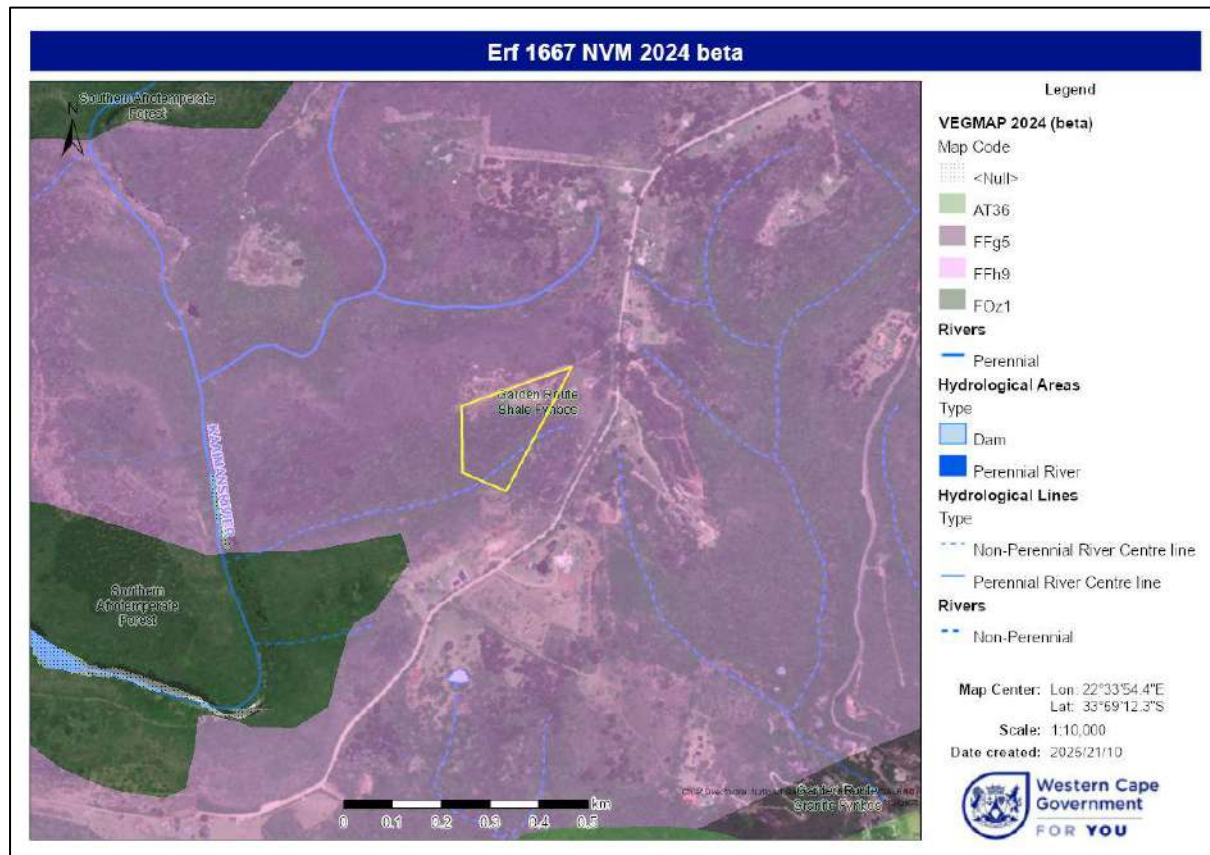 Erf 1667 NVM 2024 beta
Southern Afrotemperate
Forest
N
Garden Route
Shale Fynbos
KAAIMANSRIVIER
Southern
Afrotemperate
Forest
Garden Route
Granite Fynbos
km
0 0.1 0.2 0.3 0.4 0.5
Legend
VEGMAP 2024 (beta)
Map Code
<Null>
AT36
FFg5
FFh9
FOz1
Rivers
Perennial
Hydrological Areas
Type
Dam
Perennial River
Hydrological Lines
Type
Non-Perennial River Centre line
Perennial River Centre line
Rivers
Non-Perennial
Map Center: Lon: 22°33'54.4"E
Lat: 33°59'12.3"S
Scale: 1:10,000
Date created: 2025/21/10
Western Cape
Government
FOR YOU